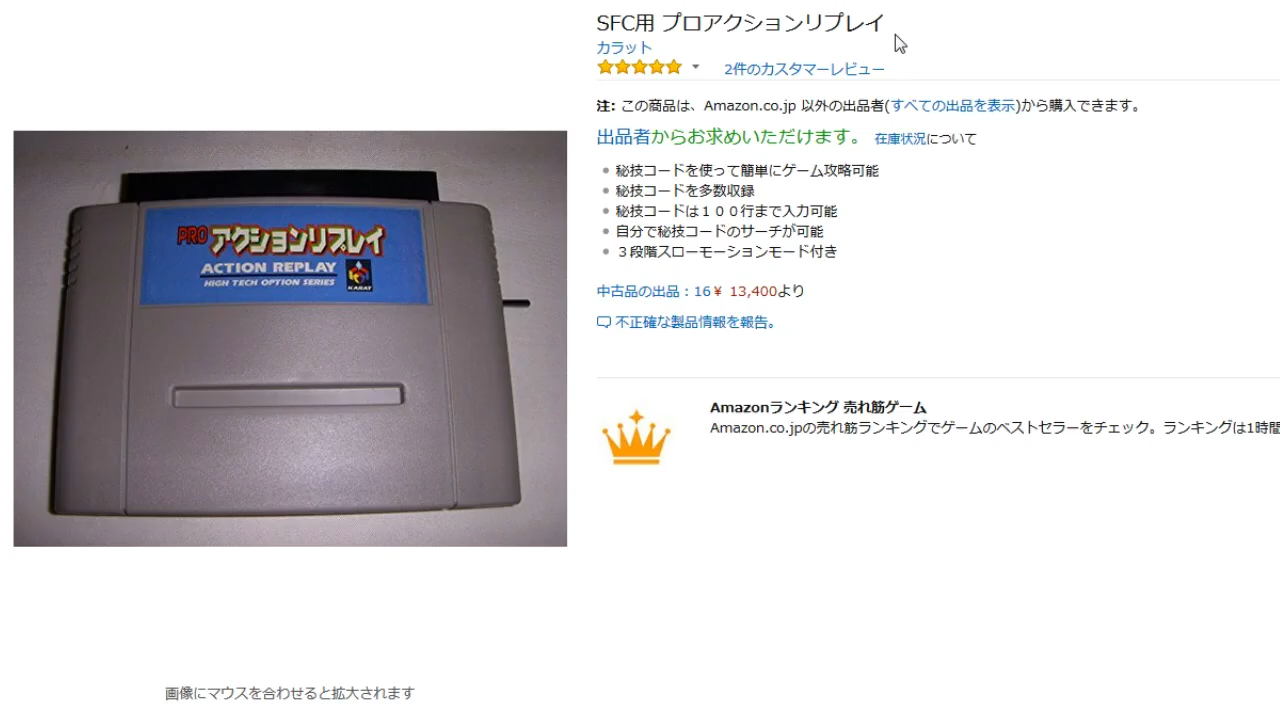 SFC用 プロアクションリプレイ
カラット
2件のカスタマーレビュー
注: この商品は、Amazon.co.jp 以外の出品者(すべての出品を表示)から購入できます。
出品者からお求めいただけます。 在庫状況について
秘技コードを使って簡単にゲーム攻略可能
秘技コードを多数収録
秘技コードは１００行まで入力可能
自分で秘技コードのサーチが可能
３段階スローモーションモード付き
中古品の出品：16¥ 13,400より
不正確な製品情報を報告。
Amazonランキング 売れ筋ゲーム
Amazon.co.jpの売れ筋ランキングでゲームのベストセラーをチェック。ランキングは1時間
PROアクションリプレイ
ACTION REPLAY
HIGH TECH OPTION SERIES
KARAT
画像にマウスを合わせると拡大されます